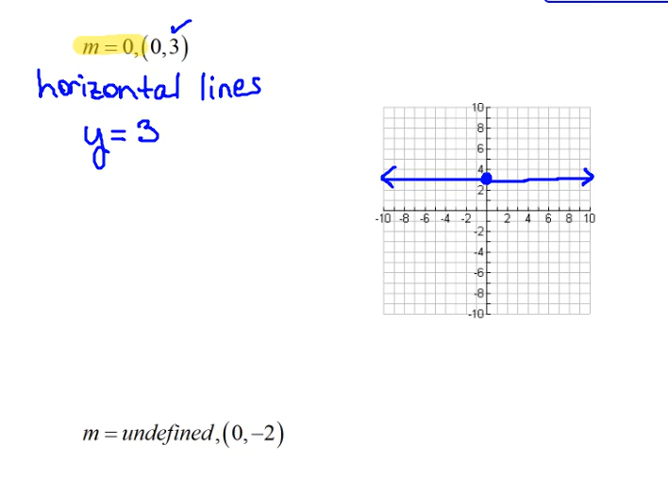 m = 0, (0,3)
horizontal lines
y = 3
10
8
6
4
2
-10 -8 -6 -4 -2 2 4 6 8 10
-2
-4
-6
-8
-10
m = undefined, (0,–2)